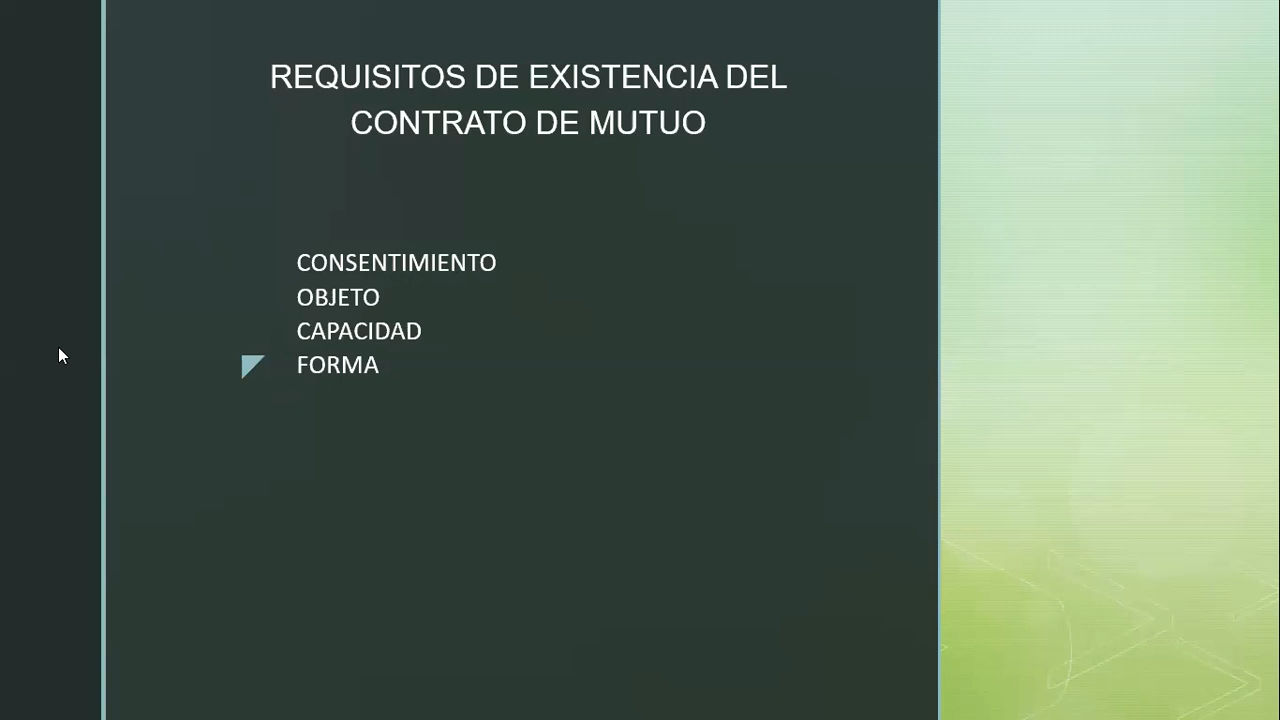 REQUISITOS DE EXISTENCIA DEL
CONTRATO DE MUTUO
CONSENTIMIENTO
OBJETO
CAPACIDAD
FORMA